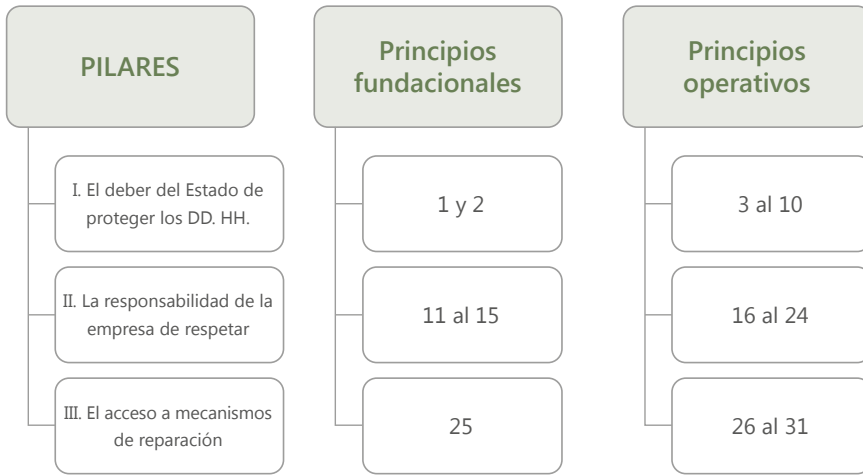 PILARES
I. El deber del Estado de
proteger los DD. HH.
II. La responsabilidad de la
empresa de respetar
III. El acceso a mecanismos
de reparación
Principios
fundacionales
1 y 2
11 al 15
25
Principios
operativos
3 al 10
16 al 24
26 al 31